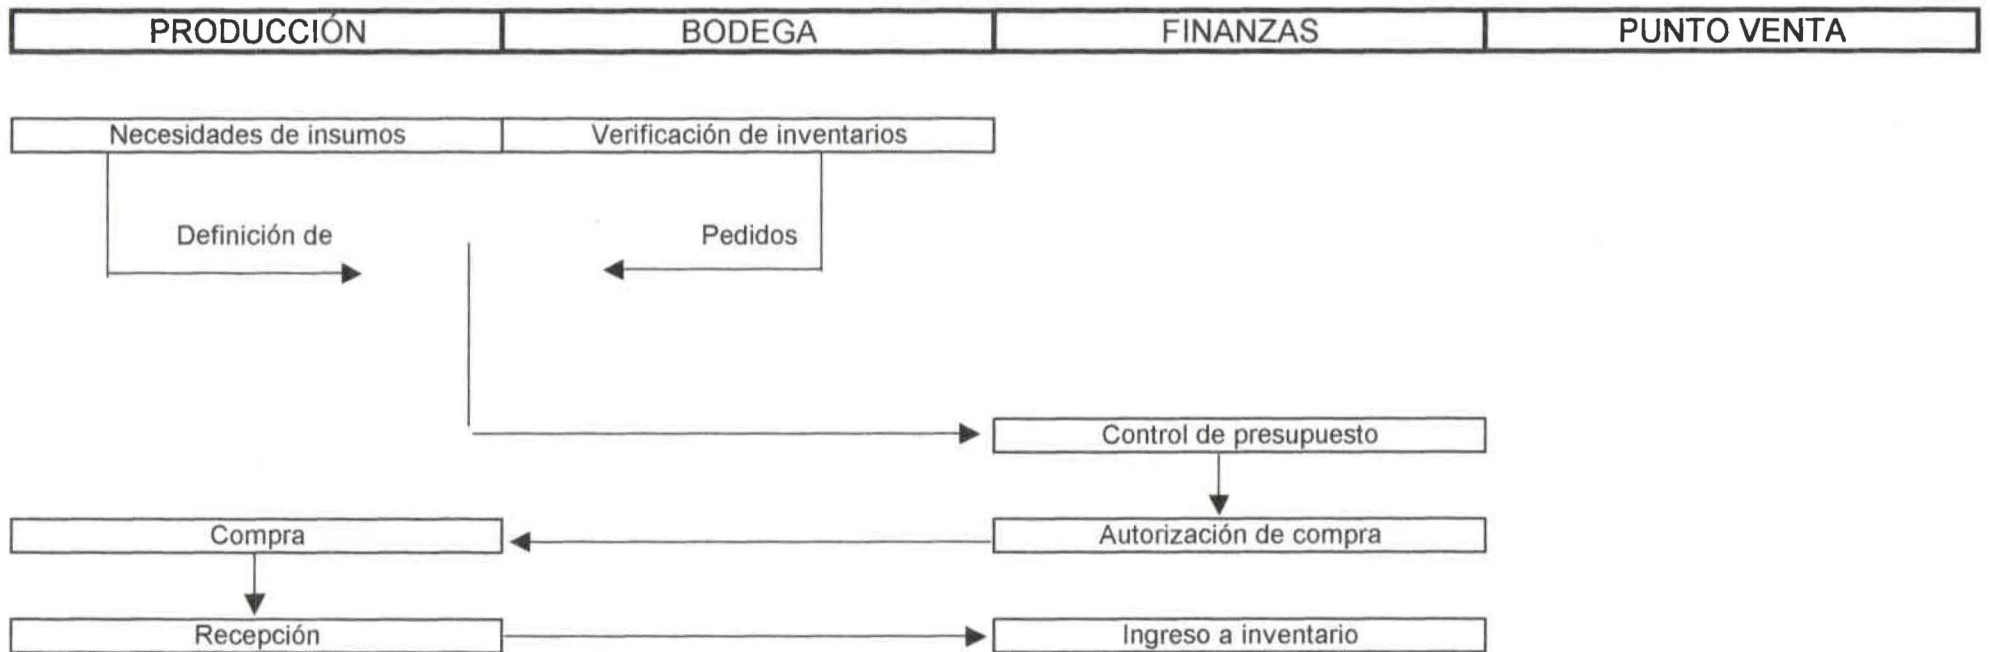 PRODUCCIÓN BODEGA FINANZAS PUNTO VENTA
Necesidades de insumos Verificación de inventarios
Definición de Pedidos
Control de presupuesto
Compra Autorización de compra
Recepción Ingreso a inventario